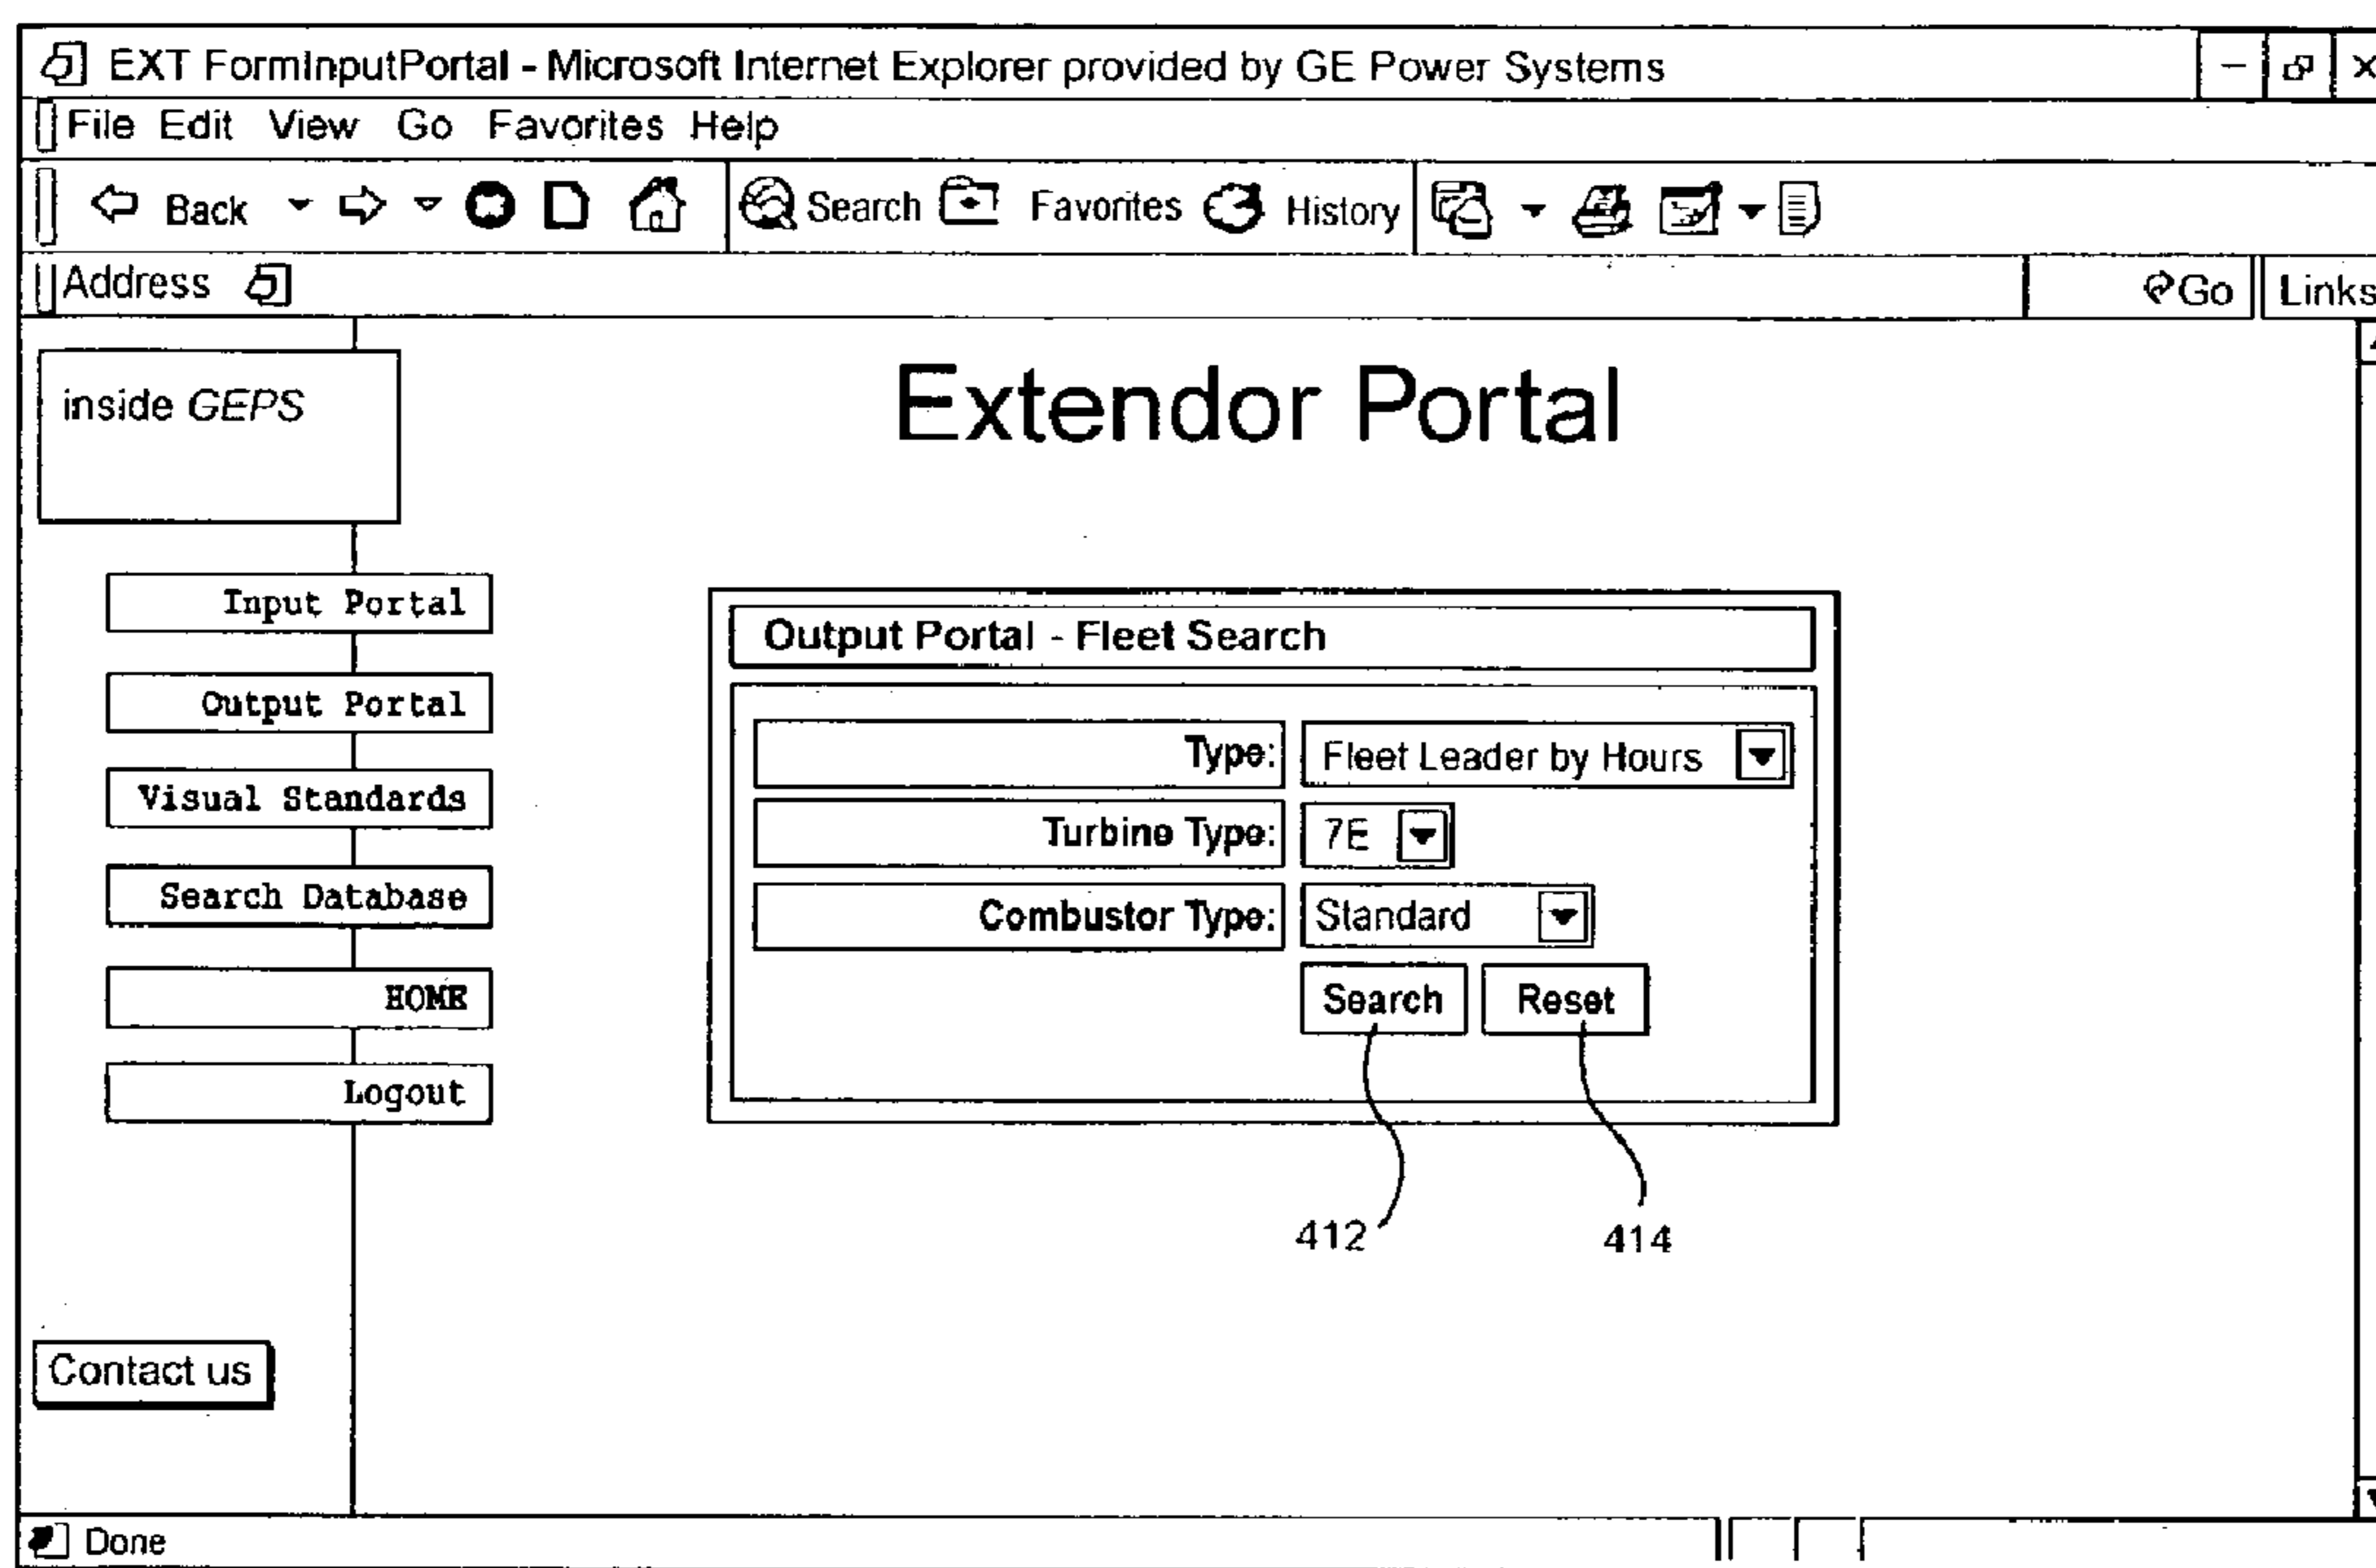 EXT FormInputPortal - Microsoft Internet Explorer provided by GE Power Systems
File Edit View Go Favorites Help
Back Search Favorites History
Address Go Links
inside GEPS
Extendor Portal
Input Portal
Output Portal
Visual Standards
Search Database
HOME
Logout
Output Portal - Fleet Search
Type: Fleet Leader by Hours
Turbine Type: 7E
Combustor Type: Standard
Search Reset
412 414
Contact us
Done